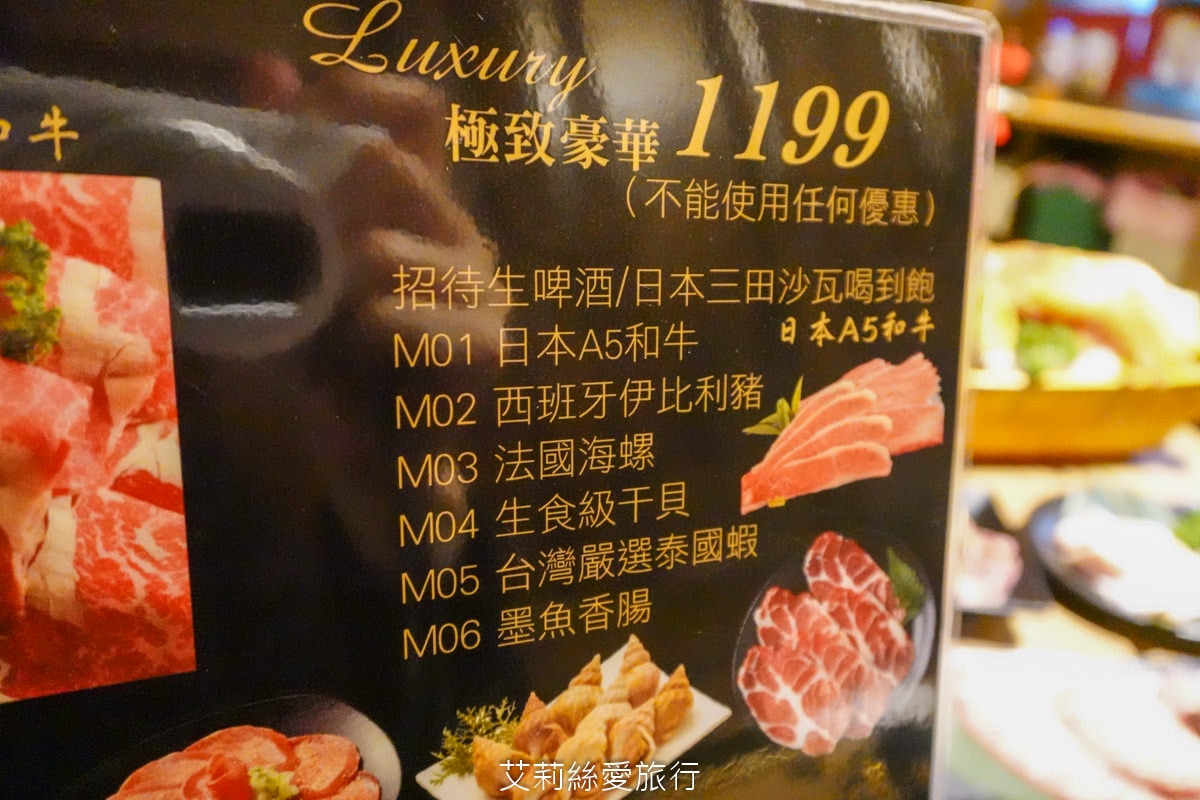 Luxury
極致豪華 1199
(不能使用任何優惠)
和牛
招待生啤酒/日本三田沙瓦喝到飽
M01 日本A5和牛
日本A5和牛
M02 西班牙伊比利豬
M03 法國海螺
M04 生食級干貝
M05 台灣嚴選泰國蝦
M06 墨魚香腸
艾莉絲愛旅行